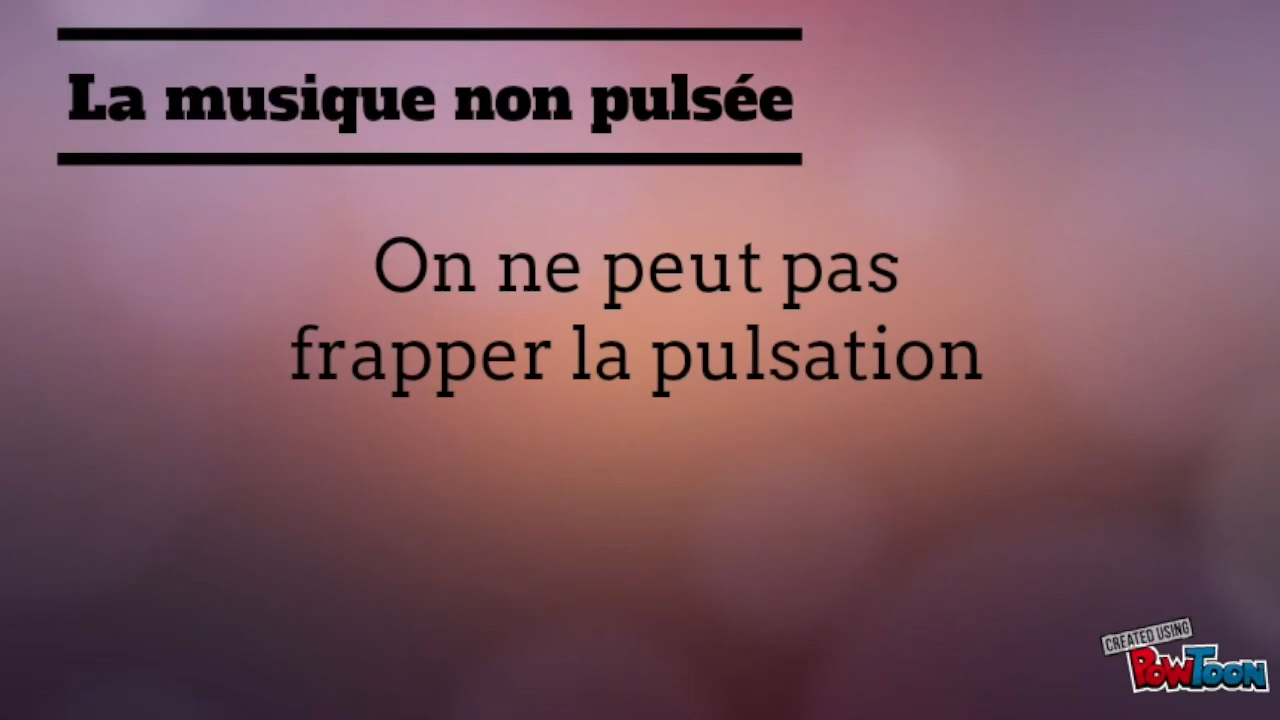 La musique non pulsée
On ne peut pas
frapper la pulsation
CREATED USING
POWTOON